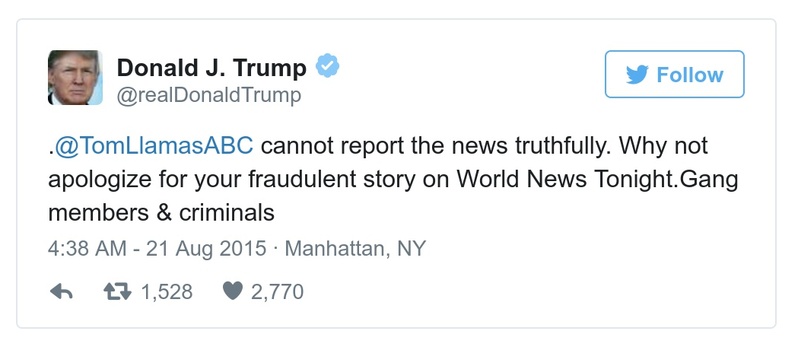 Donald J. Trump
@realDonaldTrump
Follow
.@TomLlamasABC cannot report the news truthfully. Why not
apologize for your fraudulent story on World News Tonight.Gang
members & criminals
4:38 AM - 21 Aug 2015 · Manhattan, NY
1,528 2,770